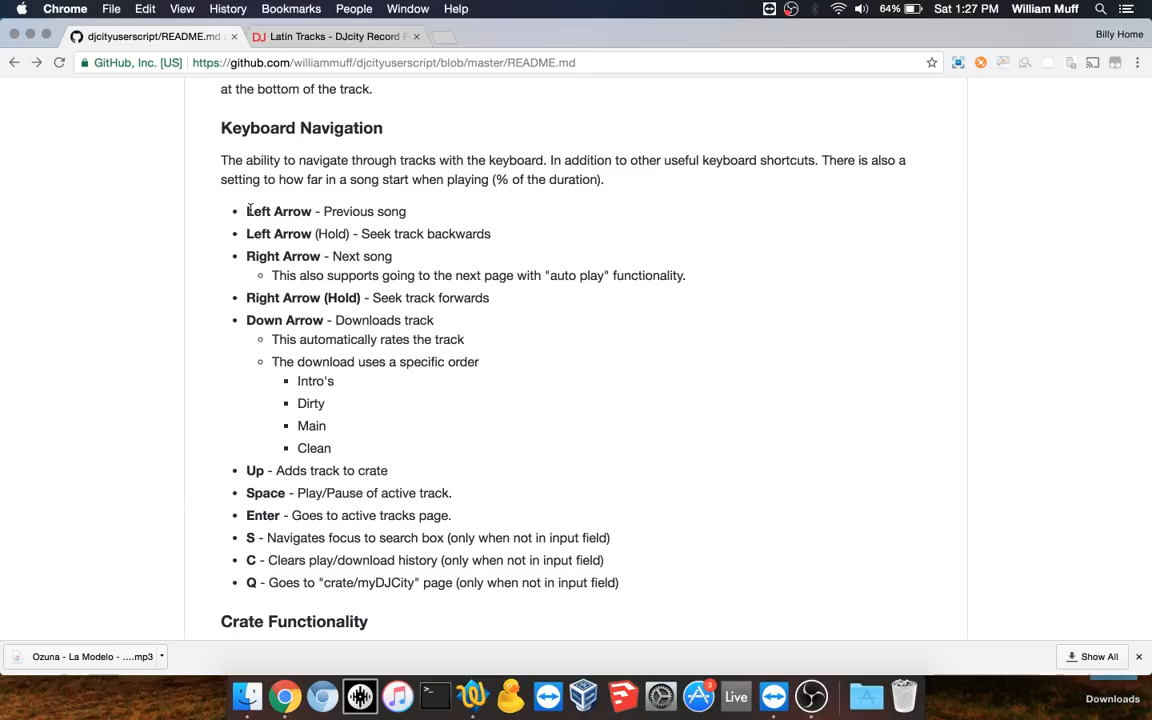 Chrome File Edit View History Bookmarks People Window Help 64% Sat 1:27 PM William Muff
djcityuserscript/README.md Latin Tracks - DJcity Record P Billy Home
GitHub, Inc. [US] https://github.com/williammuff/djcityuserscript/blob/master/README.md
at the bottom of the track.
Keyboard Navigation
The ability to navigate through tracks with the keyboard. In addition to other useful keyboard shortcuts. There is also a
setting to how far in a song start when playing (% of the duration).
• Left Arrow - Previous song
• Left Arrow (Hold) - Seek track backwards
• Right Arrow - Next song
◦ This also supports going to the next page with "auto play" functionality.
• Right Arrow (Hold) - Seek track forwards
• Down Arrow - Downloads track
◦ This automatically rates the track
◦ The download uses a specific order
▪ Intro's
▪ Dirty
▪ Main
▪ Clean
• Up - Adds track to crate
• Space - Play/Pause of active track.
• Enter - Goes to active tracks page.
• S - Navigates focus to search box (only when not in input field)
• C - Clears play/download history (only when not in input field)
• Q - Goes to "crate/myDJCity" page (only when not in input field)
Crate Functionality
Ozuna - La Modelo - ....mp3 Show All
3 Live
Downloads